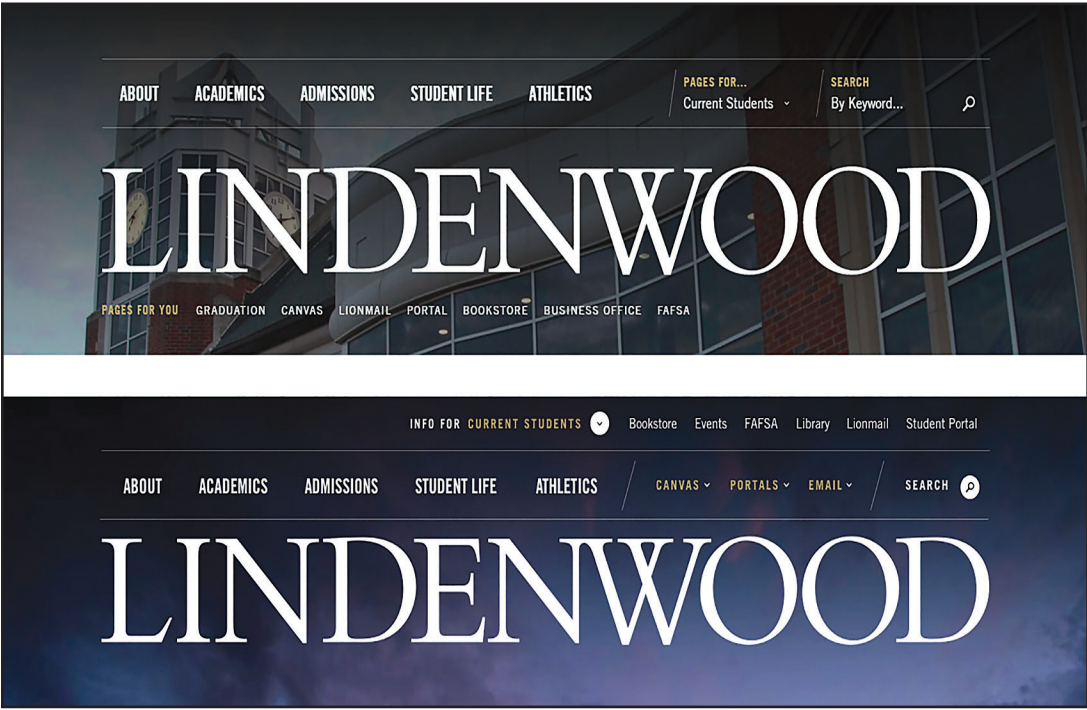 PAGES FOR... SEARCH
ABOUT ACADEMICS ADMISSIONS STUDENT LIFE ATHLETICS Current Students By Keyword...
LINDENWOOD
PAGES FOR YOU GRADUATION CANVAS LIONMAIL PORTAL BOOKSTORE BUSINESS OFFICE FAFSA
INFO FOR CURRENT STUDENTS Bookstore Events FAFSA Library Lionmail Student Portal
ABOUT ACADEMICS ADMISSIONS STUDENT LIFE ATHLETICS CANVAS PORTALS EMAIL SEARCH
LINDENWOOD